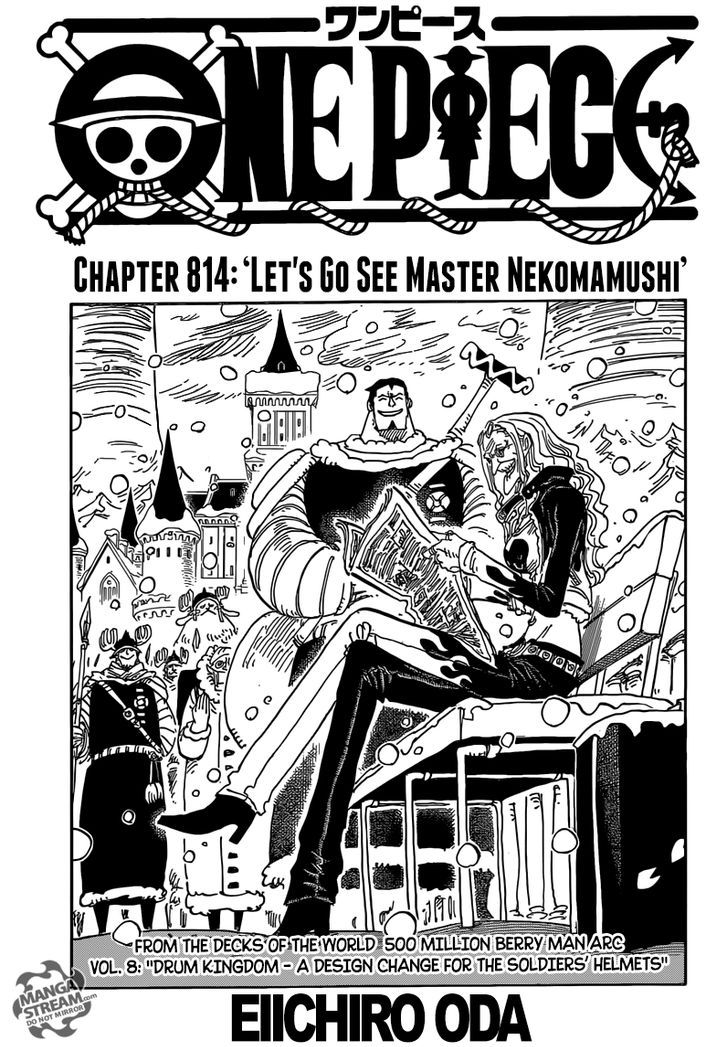 ワンピース
ONE PIECE
CHAPTER 814: 'LET'S GO SEE MASTER NEKOMAMUSHI'
FROM THE DECKS OF THE WORLD 500 MILLION BERRY MAN ARC
VOL. 8: "DRUM KINGDOM - A DESIGN CHANGE FOR THE SOLDIERS' HELMETS"
MANGA
STREAM.com
DO NOT MIRROR
EIICHIRO ODA